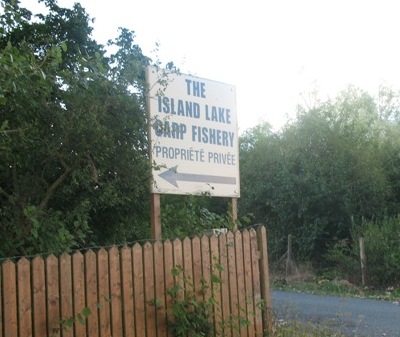 THE
ISLAND LAKE
CARP FISHERY
PROPRIÉTÉ PRIVÉE